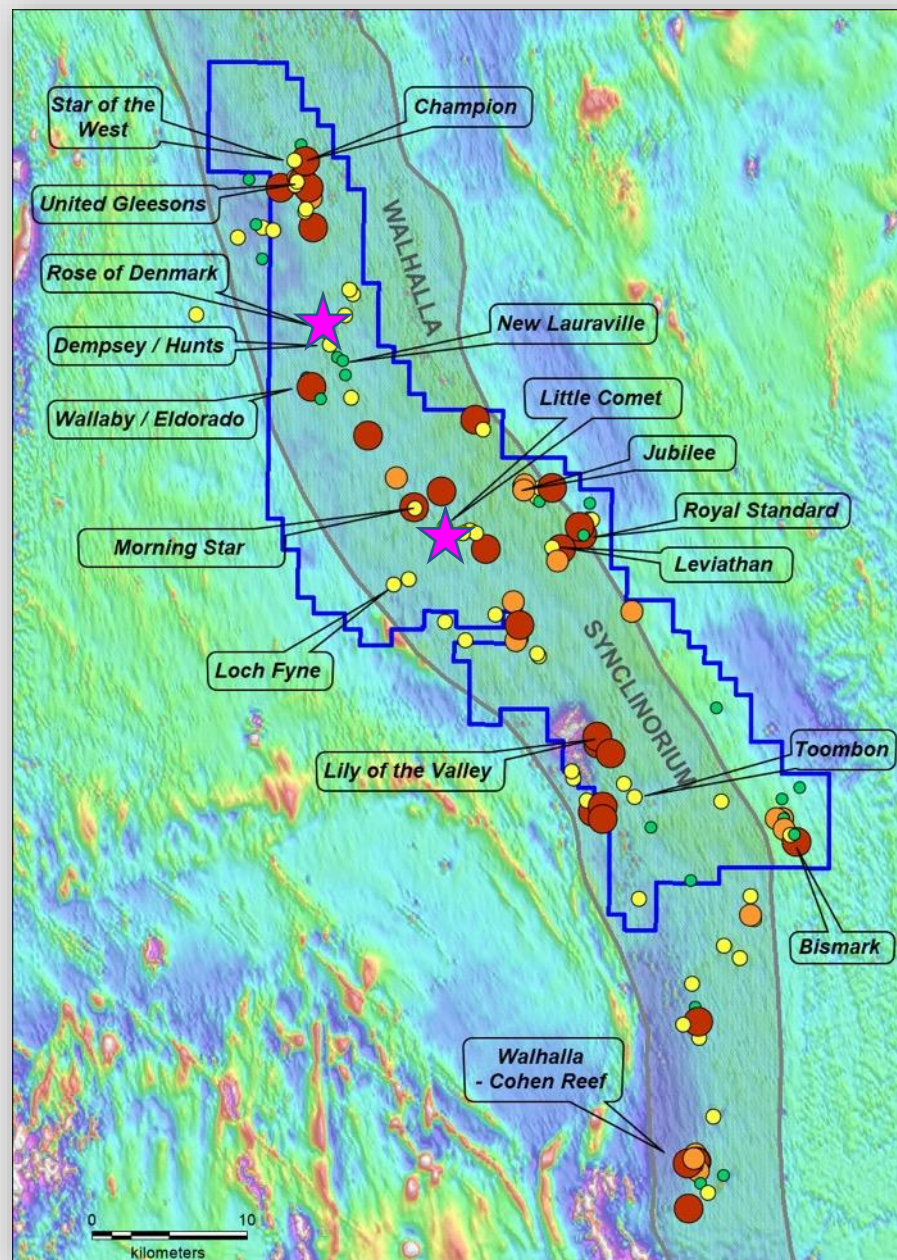 Star of the
West
Champion
United Gleesons
WALHALLA
Rose of Denmark
New Lauraville
Dempsey / Hunts
Little Comet
Wallaby / Eldorado
Jubilee
Royal Standard
Morning Star
Leviathan
SYNCLINORIUM
Loch Fyne
Toombon
Lily of the Valley
Bismark
Walhalla
- Cohen Reef
0 10
kilometers